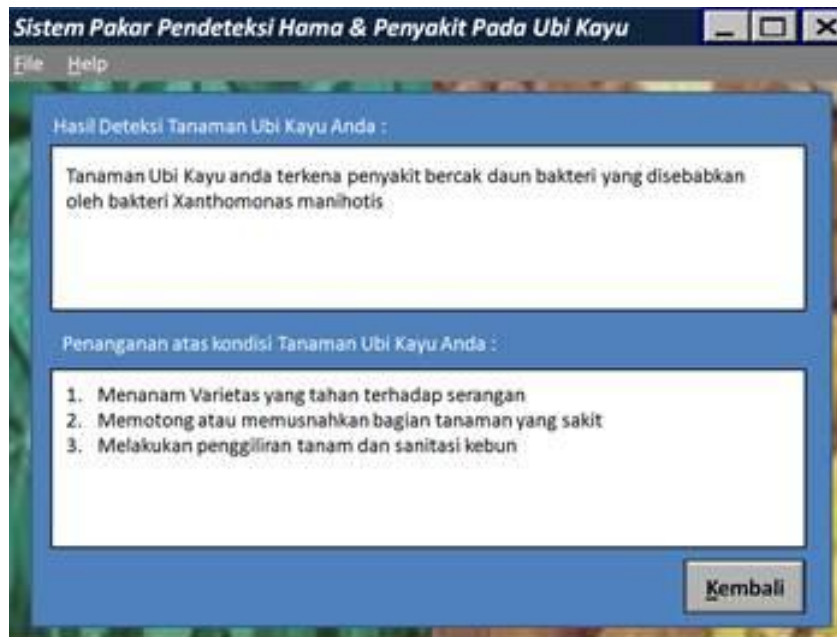 Sistem Pakar Pendeteksi Hama & Penyakit Pada Ubi Kayu
File Help
Hasil Deteksi Tanaman Ubi Kayu Anda :
Tanaman Ubi Kayu anda terkena penyakit bercak daun bakteri yang disebabkan
oleh bakteri Xanthomonas manihotis
Penanganan atas kondisi Tanaman Ubi Kayu Anda :
1. Menanam Varietas yang tahan terhadap serangan
2. Memotong atau memusnahkan bagian tanaman yang sakit
3. Melakukan penggiliran tanam dan sanitasi kebun
Kembali